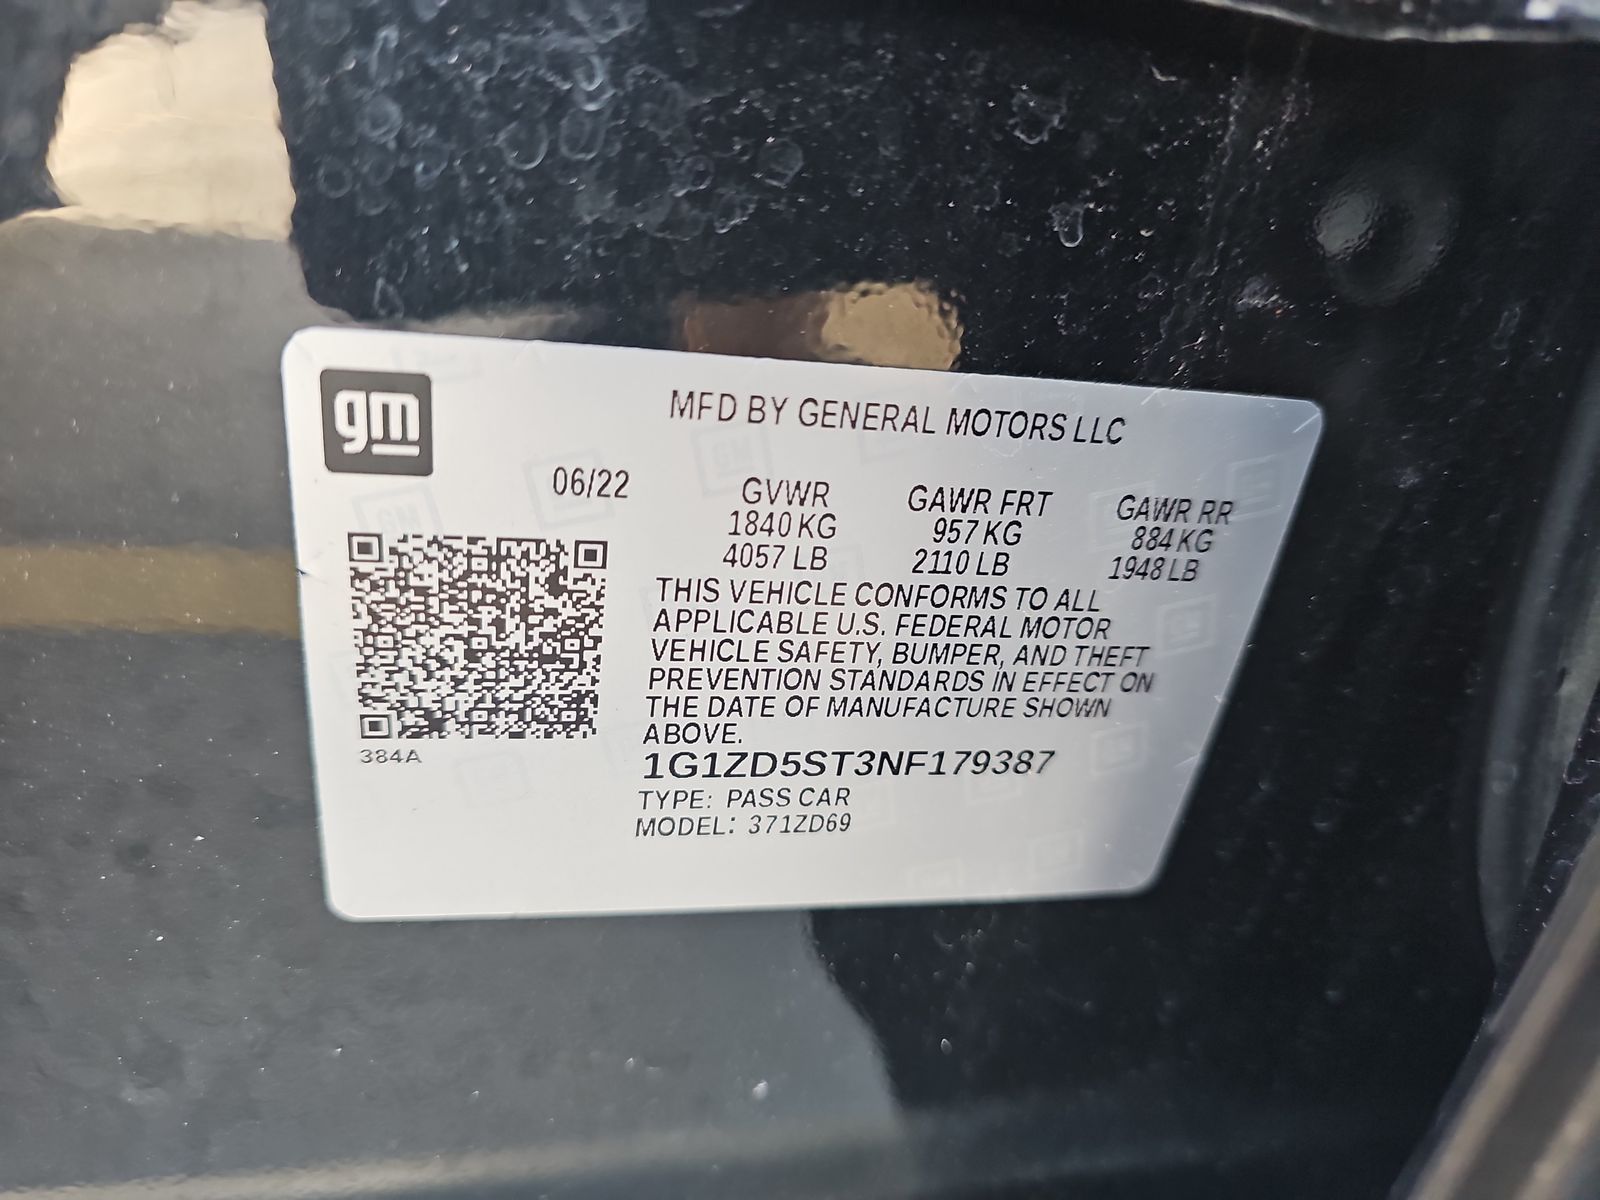 gm
MFD BY GENERAL MOTORS LLC
06/22
GVWR GAWR FRT GAWR RR
1840 KG 957 KG 884 KG
4057 LB 2110 LB 1948 LB
THIS VEHICLE CONFORMS TO ALL
APPLICABLE U.S. FEDERAL MOTOR
VEHICLE SAFETY, BUMPER, AND THEFT
PREVENTION STANDARDS IN EFFECT ON
THE DATE OF MANUFACTURE SHOWN
ABOVE.
384A
1G1ZD5ST3NF179387
TYPE: PASS CAR
MODEL: 371ZD69